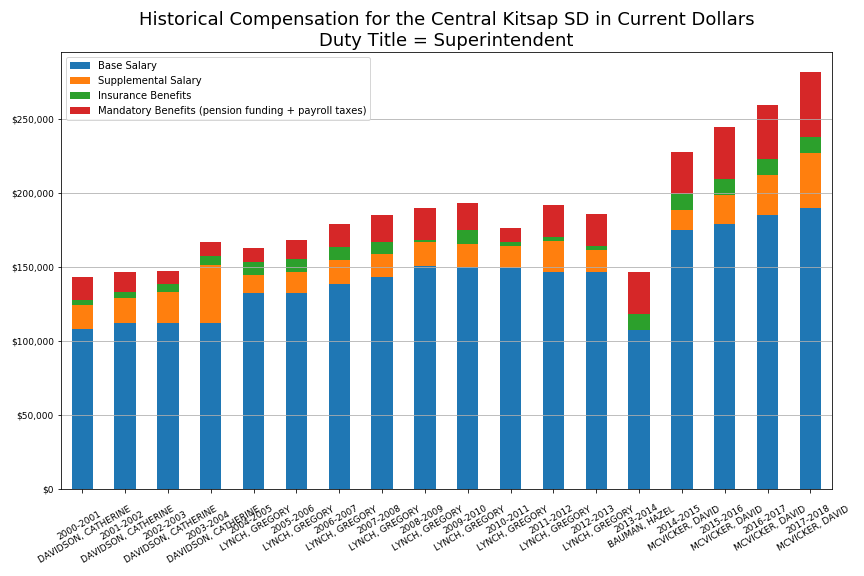 Historical Compensation for the Central Kitsap SD in Current Dollars
Duty Title = Superintendent
Base Salary
Supplemental Salary
Insurance Benefits
Mandatory Benefits (pension funding + payroll taxes)
$250,000
$200,000
$150,000
$100,000
$50,000
$0
2000-2001
DAVIDSON, CATHERINE
2001-2002
DAVIDSON, CATHERINE
2002-2003
DAVIDSON, CATHERINE
2003-2004
DAVIDSON, CATHERINE
2004-2005
LYNCH, GREGORY
2005-2006
LYNCH, GREGORY
2006-2007
LYNCH, GREGORY
2007-2008
LYNCH, GREGORY
2008-2009
LYNCH, GREGORY
2009-2010
LYNCH, GREGORY
2010-2011
LYNCH, GREGORY
2011-2012
LYNCH, GREGORY
2012-2013
LYNCH, GREGORY
2013-2014
BAUMAN, HAZEL
2014-2015
MCVICKER, DAVID
2015-2016
MCVICKER, DAVID
2016-2017
MCVICKER, DAVID
2017-2018
MCVICKER, DAVID